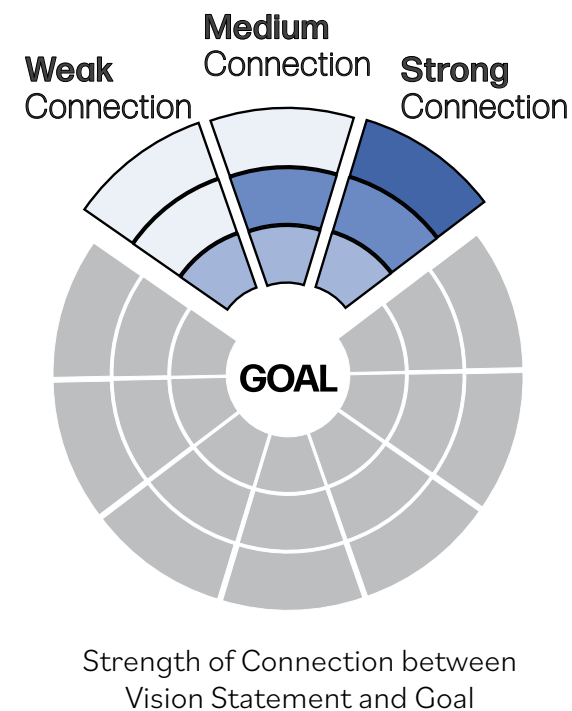 Medium
Connection
Weak
Connection
Strong
Connection
GOAL
Strength of Connection between
Vision Statement and Goal